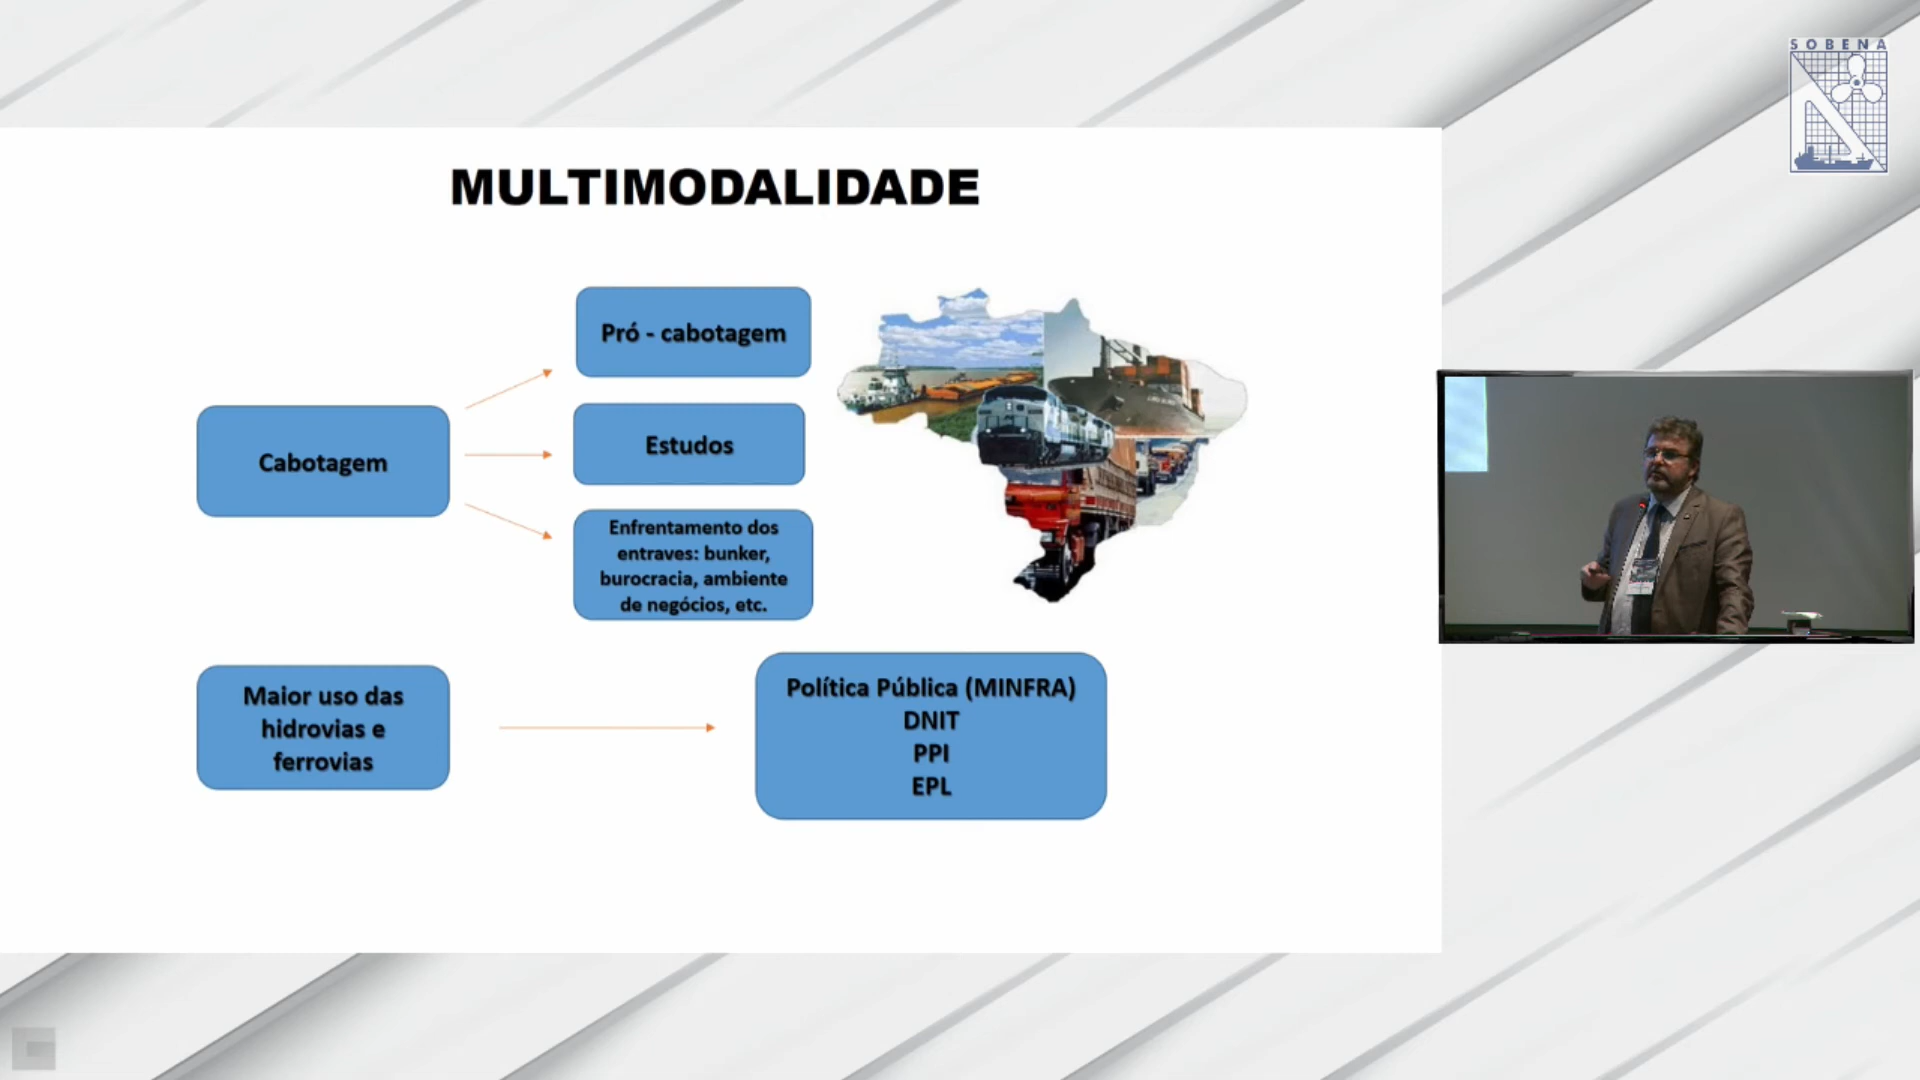 SOBENA
MULTIMODALIDADE
Pró - cabotagem
Cabotagem
Estudos
Enfrentamento dos
entraves: bunker,
burocracia, ambiente
de negócios, etc.
Maior uso das
hidrovias e
ferrovias
Política Pública (MINFRA)
DNIT
PPI
EPL